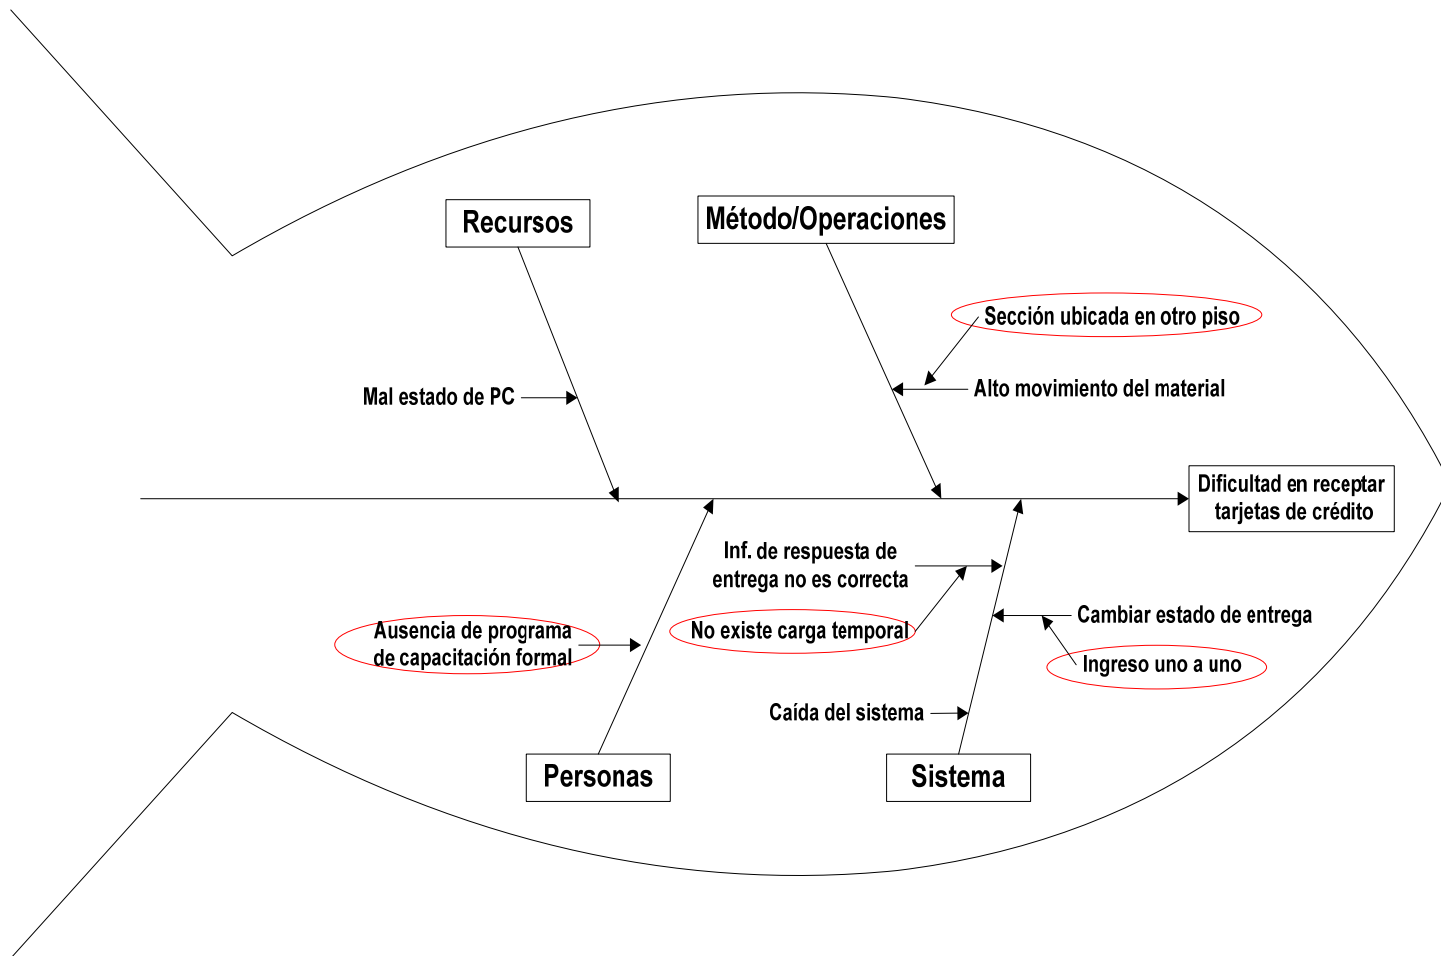 Recursos
Método/Operaciones
Sección ubicada en otro piso
Mal estado de PC
Alto movimiento del material
Dificultad en receptar
tarjetas de crédito
Inf. de respuesta de
entrega no es correcta
Ausencia de programa
de capacitación formal
No existe carga temporal
Cambiar estado de entrega
Ingreso uno a uno
Caída del sistema
Personas
Sistema